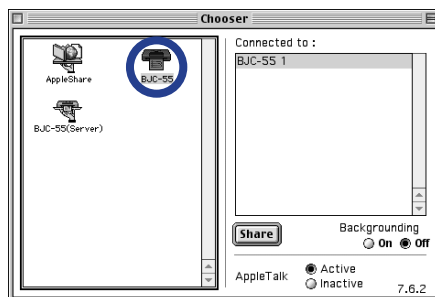 Chooser
AppleShare
BJC-55
BJC-55(Server)
Connected to :
BJC-55 1
Share
Backgrounding
On Off
AppleTalk
Active
Inactive
7.6.2